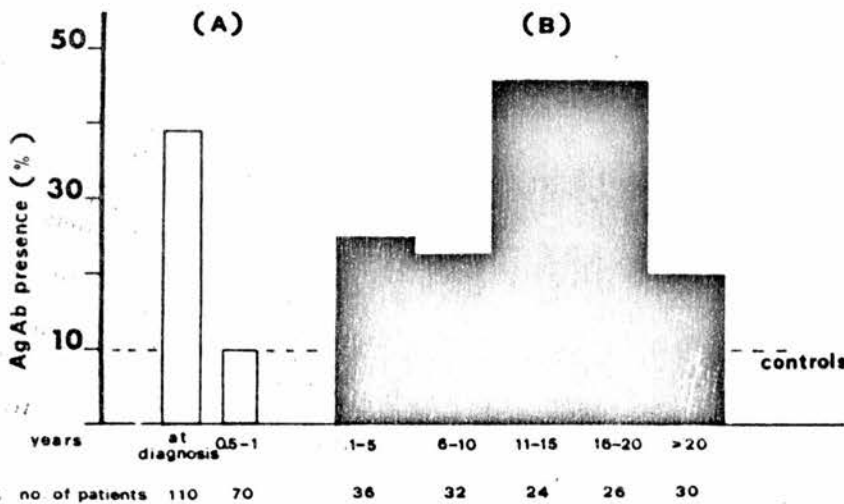 (A) (B)
50
30
10
AgAb presence (%)
controls
years at diagnosis 0.5-1 1-5 6-10 11-15 16-20 ≥20
no. of patients 110 70 36 32 24 26 30